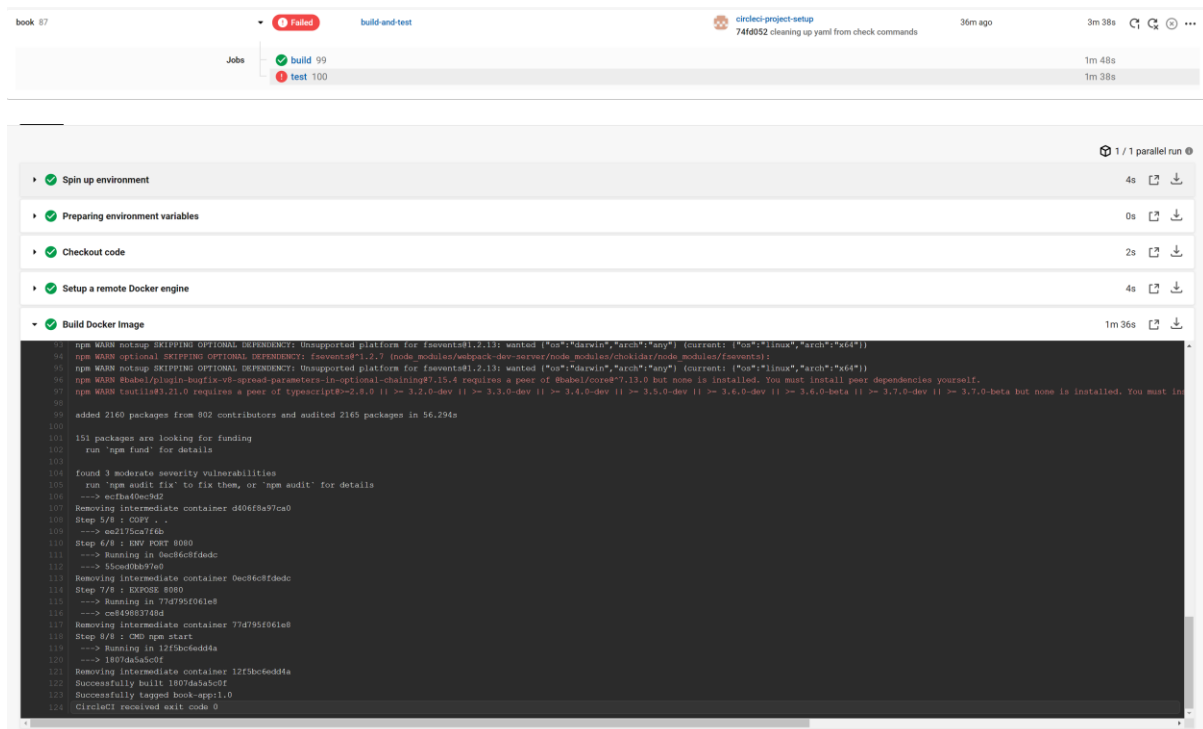 book 87 Failed build-and-test circleci-project-setup 36m ago 3m 38s
74fd052 cleaning up yaml from check commands
Jobs build 99 1m 48s
test 100 1m 38s
1 / 1 parallel run
Spin up environment 4s
Preparing environment variables 0s
Checkout code 2s
Setup a remote Docker engine 4s
Build Docker Image 1m 36s
93 npm WARN notsup SKIPPING OPTIONAL DEPENDENCY: Unsupported platform for fsevents@1.2.13: wanted {"os":"darwin","arch":"any"} (current: {"os":"linux","arch":"x64"})
94 npm WARN optional SKIPPING OPTIONAL DEPENDENCY: fsevents@^1.2.7 (node_modules/webpack-dev-server/node_modules/chokidar/node_modules/fsevents):
95 npm WARN notsup SKIPPING OPTIONAL DEPENDENCY: Unsupported platform for fsevents@1.2.13: wanted {"os":"darwin","arch":"any"} (current: {"os":"linux","arch":"x64"})
96 npm WARN @babel/plugin-bugfix-v8-spread-parameters-in-optional-chaining@7.15.4 requires a peer of @babel/core@^7.13.0 but none is installed. You must install peer dependencies yourself.
97 npm WARN tsutils@3.21.0 requires a peer of typescript@>=2.8.0 || >= 3.2.0-dev || >= 3.3.0-dev || >= 3.4.0-dev || >= 3.5.0-dev || >= 3.6.0-dev || >= 3.6.0-beta || >= 3.7.0-dev || >= 3.7.0-beta but none is installed. You must in
98
99 added 2160 packages from 802 contributors and audited 2165 packages in 56.294s
100
101 151 packages are looking for funding
102 run `npm fund` for details
103
104 found 3 moderate severity vulnerabilities
105 run `npm audit fix` to fix them, or `npm audit` for details
106 ---> ecfba40ec9d2
107 Removing intermediate container d406f8a97ca0
108 Step 5/8 : COPY . .
109 ---> ee2175ca7f6b
110 Step 6/8 : ENV PORT 8080
111 ---> Running in 0ec86c8fdedc
112 ---> 55ced0bb97e0
113 Removing intermediate container 0ec86c8fdedc
114 Step 7/8 : EXPOSE 8080
115 ---> Running in 77d795f061e8
116 ---> ce849883748d
117 Removing intermediate container 77d795f061e8
118 Step 8/8 : CMD npm start
119 ---> Running in 12f5bc6edd4a
120 ---> 1807da5a5c0f
121 Removing intermediate container 12f5bc6edd4a
122 Successfully built 1807da5a5c0f
123 Successfully tagged book-app:1.0
124 CircleCI received exit code 0